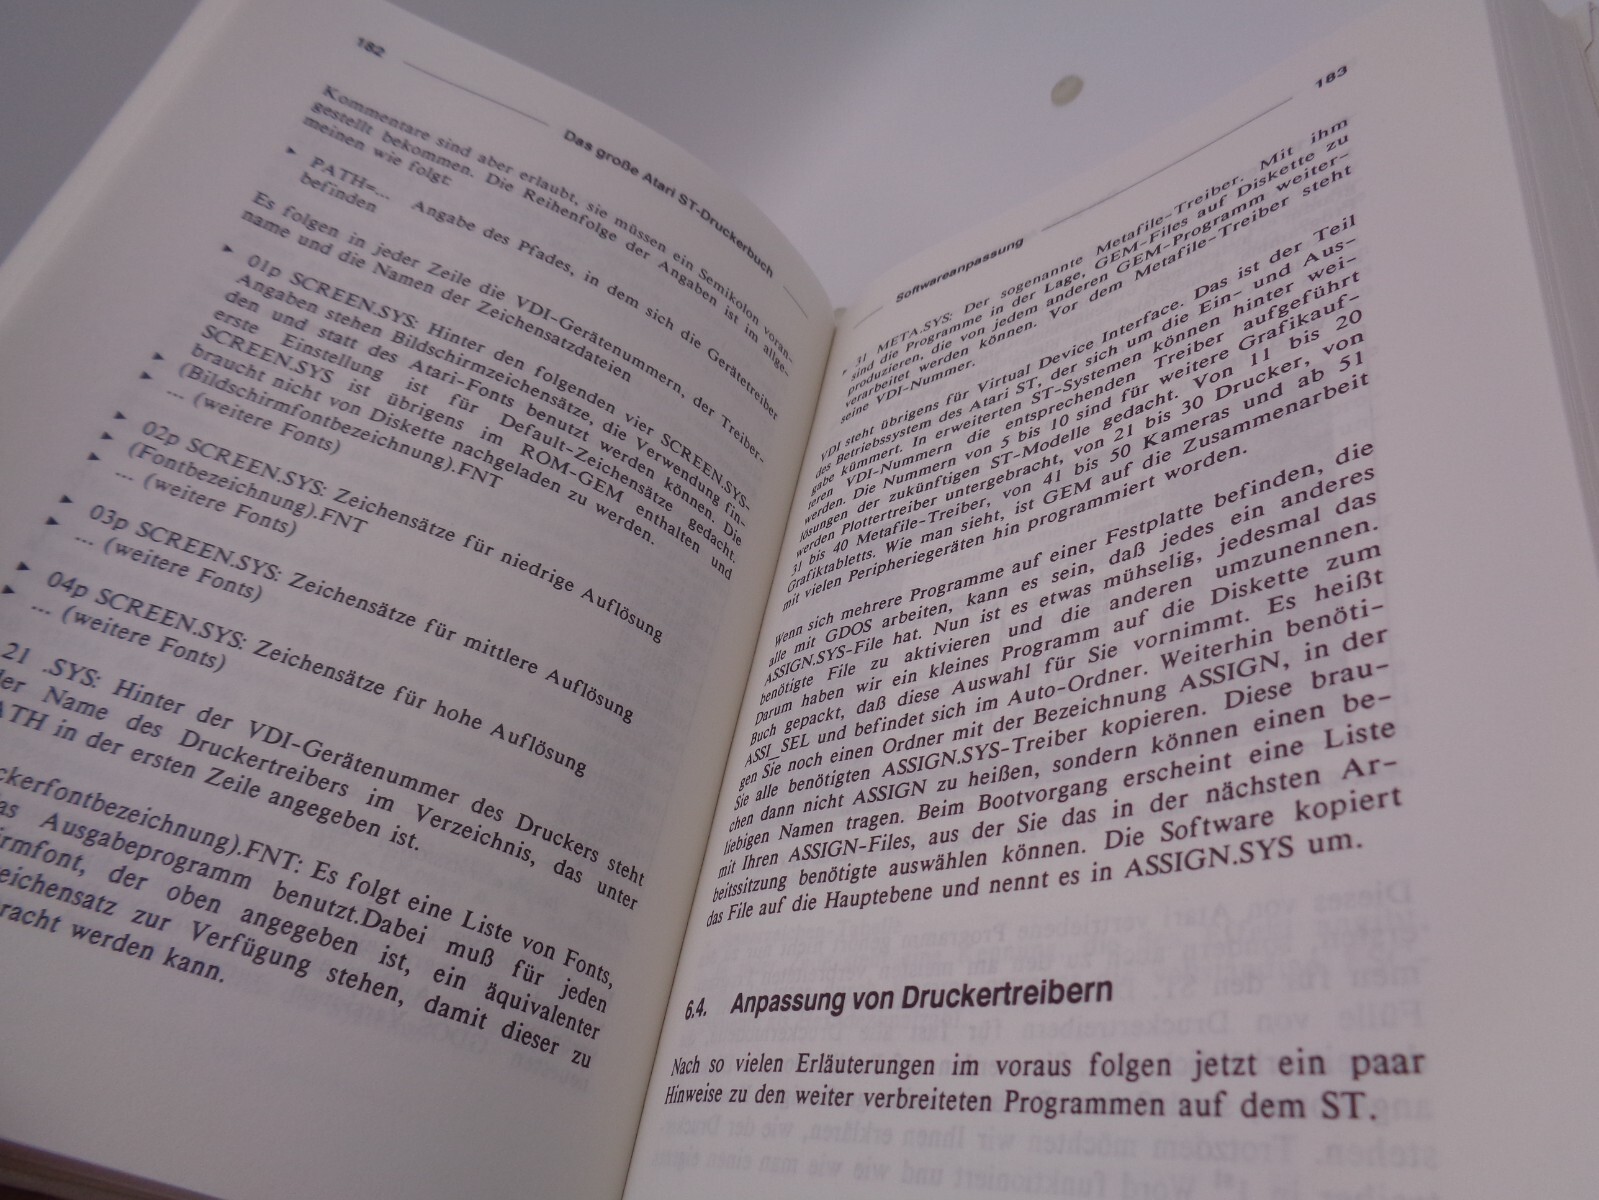 182
Das große Atari ST-Druckerbuch
Kommentare sind aber erlaubt, sie müssen ein Semikolon voran-
gestellt bekommen. Die Reihenfolge der Angaben ist im allge-
meinen wie folgt:
▸ PATH=... Angabe des Pfades, in dem sich die Gerätetreiber
befinden
Es folgen in jeder Zeile die VDI-Gerätenummern, der Treiber-
name und die Namen der Zeichensatzdateien
▸ 01p SCREEN.SYS: Hinter den folgenden vier SCREEN.SYS-
Angaben stehen Bildschirmzeichensätze, die Verwendung fin-
den und statt des Atari-Fonts benutzt werden können. Die
erste Einstellung ist für Default-Zeichensätze gedacht.
SCREEN.SYS ist übrigens im ROM-GEM enthalten und
braucht nicht von Diskette nachgeladen zu werden.
▸ (Bildschirmfontbezeichnung).FNT
▸ ... (weitere Fonts)
▸ 02p SCREEN.SYS: Zeichensätze für niedrige Auflösung
▸ (Fontbezeichnung).FNT
▸ ... (weitere Fonts)
▸ 03p SCREEN.SYS: Zeichensätze für mittlere Auflösung
▸ ... (weitere Fonts)
▸ 04p SCREEN.SYS: Zeichensätze für hohe Auflösung
▸ ... (weitere Fonts)
21 .SYS: Hinter der VDI-Gerätenummer des Druckers steht
der Name des Druckertreibers im Verzeichnis, das unter
ATH in der ersten Zeile angegeben ist.
ckerfontbezeichnung).FNT: Es folgt eine Liste von Fonts,
as Ausgabeprogramm benutzt.Dabei muß für jeden
irmfont, der oben angegeben ist, ein äquivalenter
eichensatz zur Verfügung stehen, damit dieser zu
racht werden kann.
Softwareanpassung
183
▸ 31 META.SYS: Der sogenannte Metafile-Treiber. Mit ihm
sind die Programme in der Lage, GEM-Files auf Diskette zu
produzieren, die von jedem anderen GEM-Programm weiter-
verarbeitet werden können. Vor dem Metafile-Treiber steht
seine VDI-Nummer.
VDI steht übrigens für Virtual Device Interface. Das ist der Teil
des Betriebssystem des Atari ST, der sich um die Ein- und Aus-
gabe kümmert. In erweiterten ST-Systemen können hinter wei-
teren VDI-Nummern die entsprechenden Treiber aufgeführt
werden. Die Nummern von 5 bis 10 sind für weitere Grafikauf-
lösungen der zukünftigen ST-Modelle gedacht. Von 11 bis 20
werden Plottertreiber untergebracht, von 21 bis 30 Drucker, von
31 bis 40 Metafile-Treiber, von 41 bis 50 Kameras und ab 51
Grafiktabletts. Wie man sieht, ist GEM auf die Zusammenarbeit
mit vielen Peripheriegeräten hin programmiert worden.
Wenn sich mehrere Programme auf einer Festplatte befinden, die
alle mit GDOS arbeiten, kann es sein, daß jedes ein anderes
ASSIGN.SYS-File hat. Nun ist es etwas mühselig, jedesmal das
benötigte File zu aktivieren und die anderen umzunennen.
Darum haben wir ein kleines Programm auf die Diskette zum
Buch gepackt, daß diese Auswahl für Sie vornimmt. Es heißt
ASSI_SEL und befindet sich im Auto-Ordner. Weiterhin benöti-
gen Sie noch einen Ordner mit der Bezeichnung ASSIGN, in der
Sie alle benötigten ASSIGN.SYS-Treiber kopieren. Diese brau-
chen dann nicht ASSIGN zu heißen, sondern können einen be-
liebigen Namen tragen. Beim Bootvorgang erscheint eine Liste
mit Ihren ASSIGN-Files, aus der Sie das in der nächsten Ar-
beitssitzung benötigte auswählen können. Die Software kopiert
das File auf die Hauptebene und nennt es in ASSIGN.SYS um.
6.4. Anpassung von Druckertreibern
Nach so vielen Erläuterungen im voraus folgen jetzt ein paar
Hinweise zu den weiter verbreiteten Programmen auf dem ST.